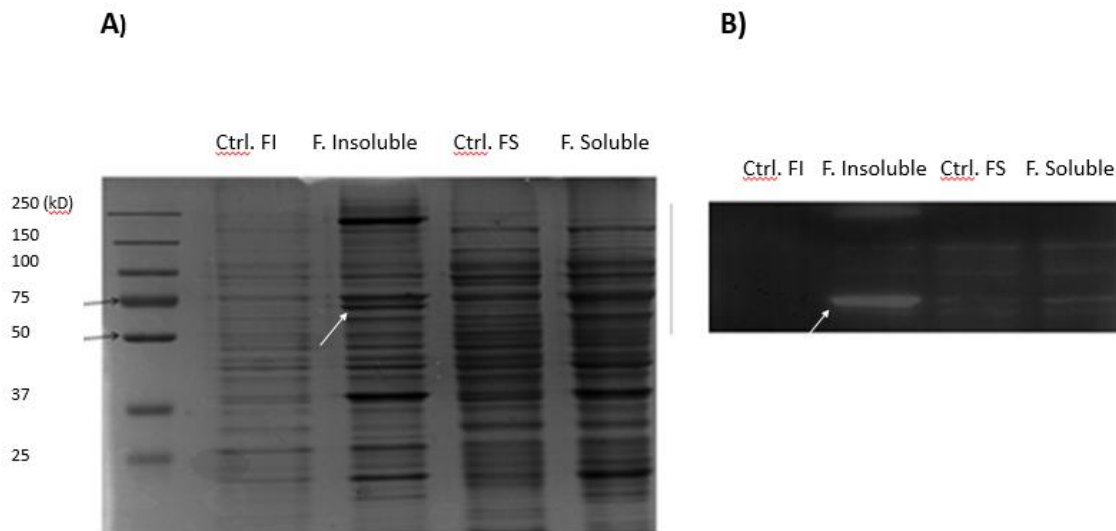 A)
B)
Ctrl. FI F. Insoluble Ctrl. FS F. Soluble
Ctrl. FI F. Insoluble Ctrl. FS F. Soluble
250 (kD)
150
100
75
50
37
25